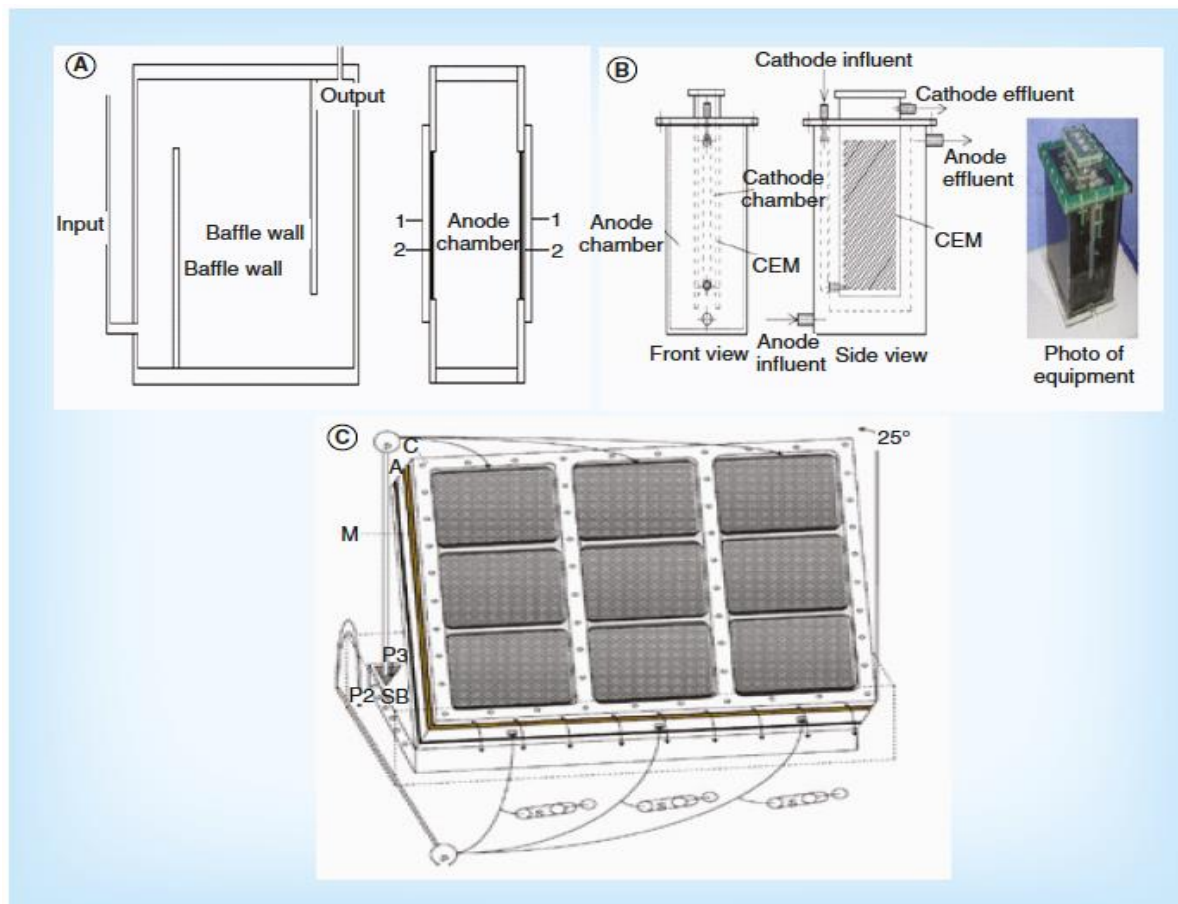 A
Output
Input
Baffle wall
Baffle wall
1
2
Anode
chamber
1
2
B
Cathode influent
Cathode effluent
Anode
effluent
Cathode
chamber
Anode
chamber
CEM
CEM
Anode
influent
Front view
Side view
Photo of
equipment
C
C
A
25°
M
P3
P2 SB